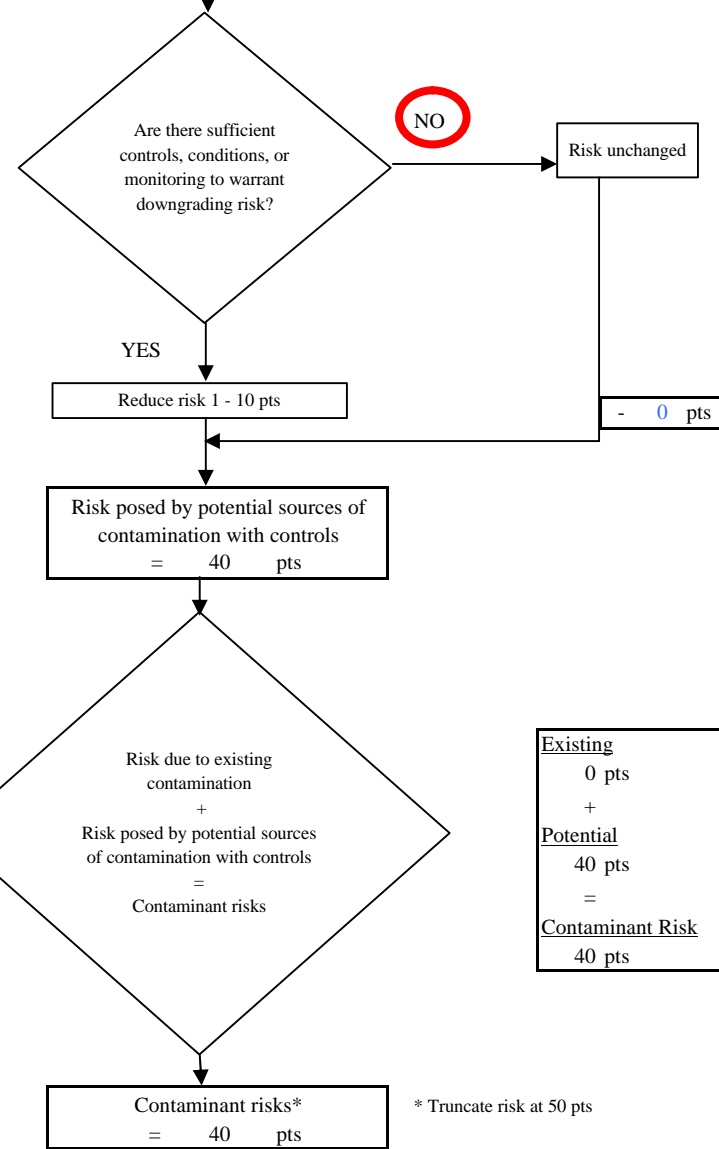 Are there sufficient
controls, conditions, or
monitoring to warrant
downgrading risk?
NO
Risk unchanged
YES
Reduce risk 1 - 10 pts
- 0 pts
Risk posed by potential sources of
contamination with controls
= 40 pts
Risk due to existing
contamination
+
Risk posed by potential sources
of contamination with controls
=
Contaminant risks
Existing
0 pts
+
Potential
40 pts
=
Contaminant Risk
40 pts
Contaminant risks*
= 40 pts
* Truncate risk at 50 pts